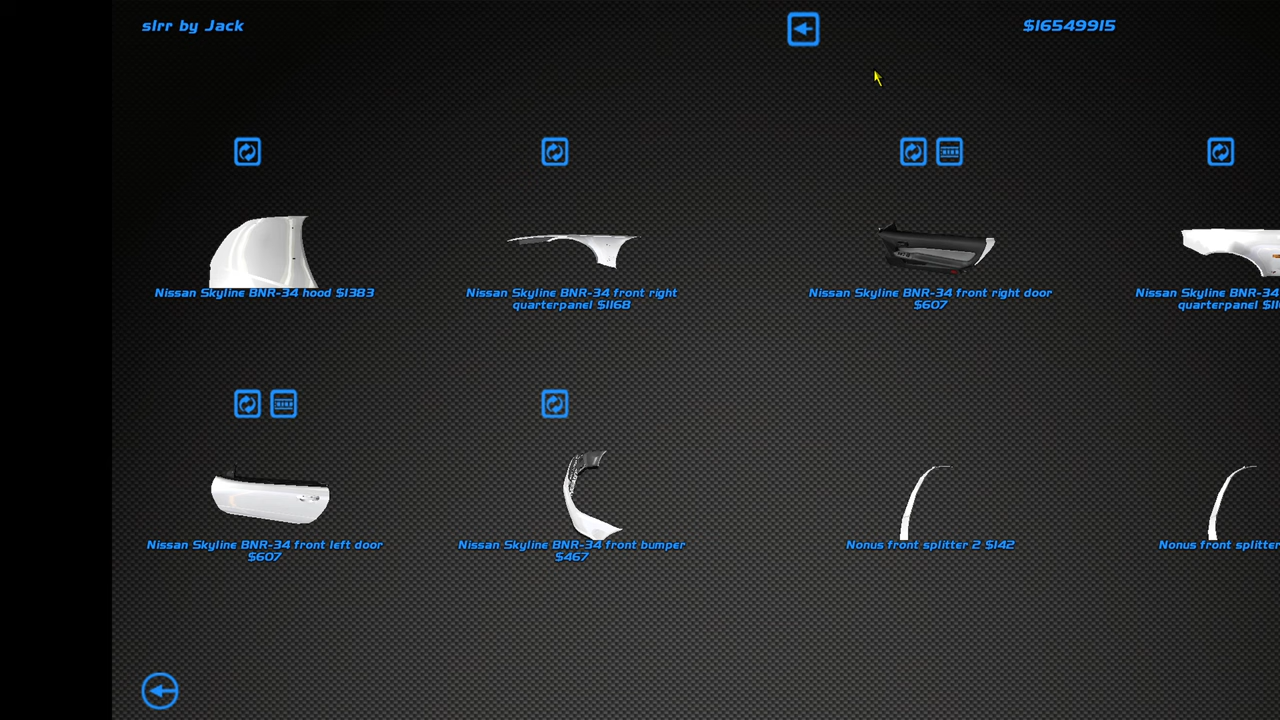 slrr by Jack
$16549915
Nissan Skyline BNR-34 hood $1383
Nissan Skyline BNR-34 front right
quarterpanel $1168
Nissan Skyline BNR-34 front right door
$607
Nissan Skyline BNR-34
quarterpanel
Nissan Skyline BNR-34 front left door
$607
Nissan Skyline BNR-34 front bumper
$467
Nonus front splitter 2 $142
Nonus front splitter